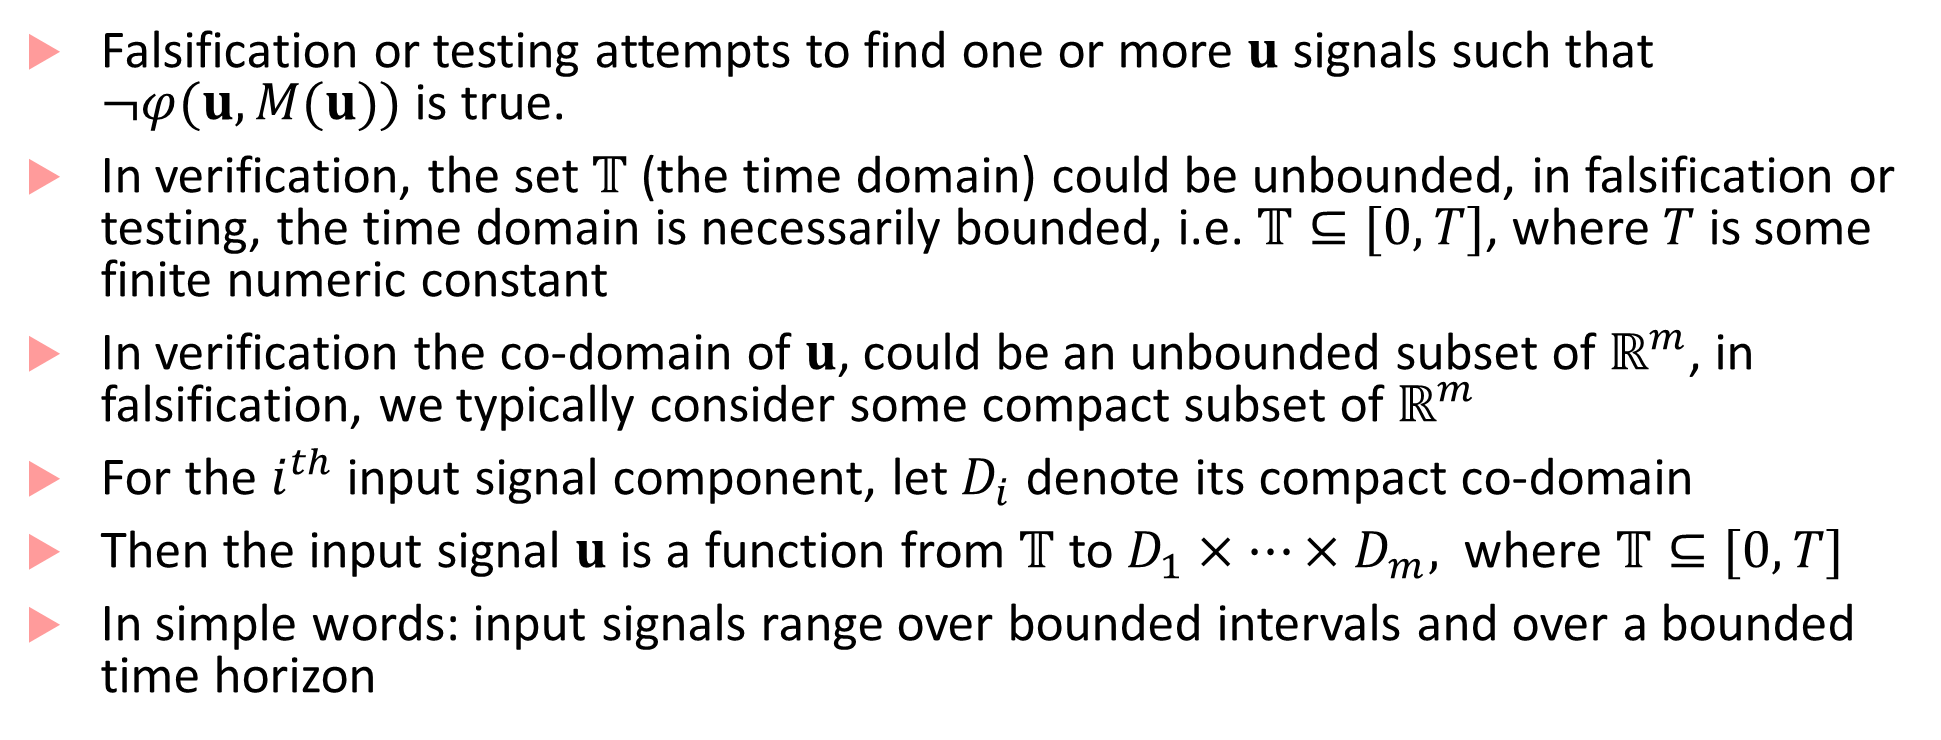 Falsification or testing attempts to find one or more 𝐮 signals such that
¬φ(𝐮, M(𝐮)) is true.
In verification, the set 𝕋 (the time domain) could be unbounded, in falsification or
testing, the time domain is necessarily bounded, i.e. 𝕋 ⊆ [0, T], where T is some
finite numeric constant
In verification the co-domain of 𝐮, could be an unbounded subset of ℝ^m, in
falsification, we typically consider some compact subset of ℝ^m
For the i^th input signal component, let D_i denote its compact co-domain
Then the input signal 𝐮 is a function from 𝕋 to D_1 × ⋯ × D_m, where 𝕋 ⊆ [0, T]
In simple words: input signals range over bounded intervals and over a bounded
time horizon